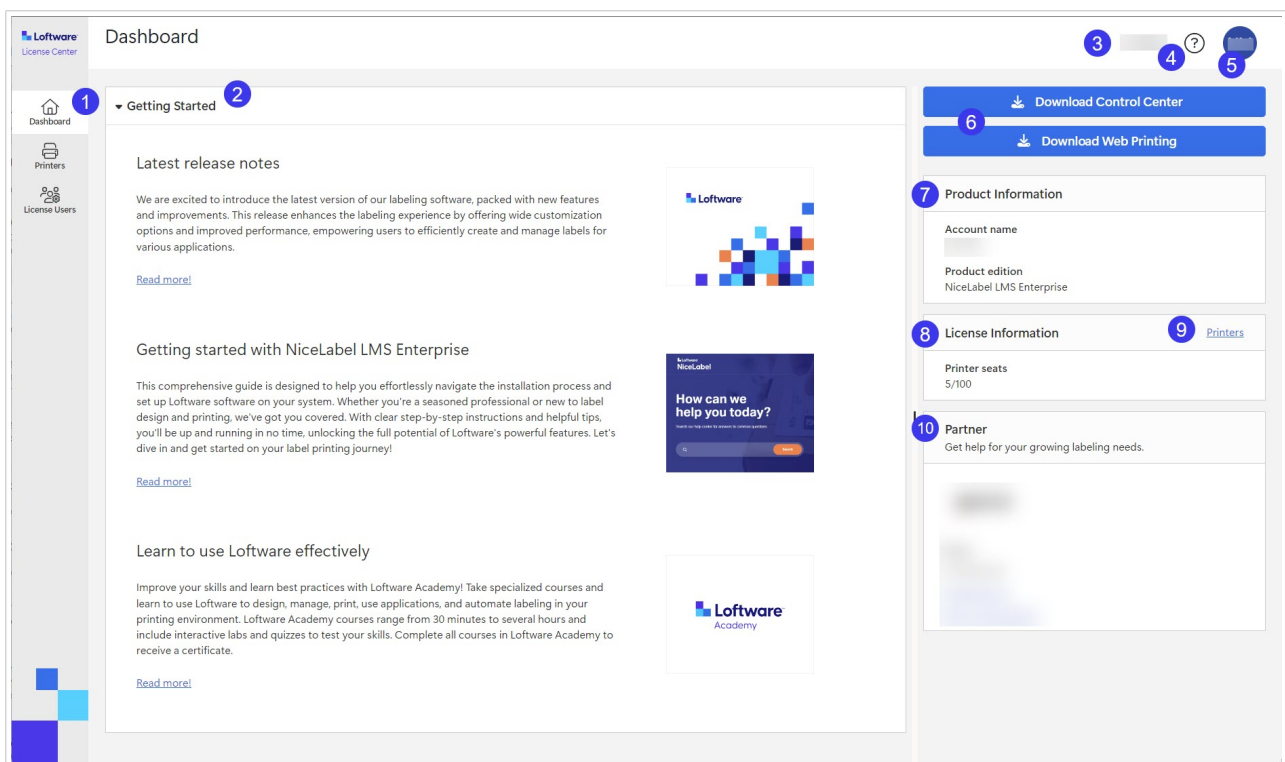 Loftware
License Center
Dashboard
3
4
?
5
1
Dashboard
Printers
License Users
Getting Started
2
Latest release notes
We are excited to introduce the latest version of our labeling software, packed with new features
and improvements. This release enhances the labeling experience by offering wide customization
options and improved performance, empowering users to efficiently create and manage labels for
various applications.
Read more!
Loftware
Getting started with NiceLabel LMS Enterprise
This comprehensive guide is designed to help you effortlessly navigate the installation process and
set up Loftware software on your system. Whether you're a seasoned professional or new to label
design and printing, we've got you covered. With clear step-by-step instructions and helpful tips,
you'll be up and running in no time, unlocking the full potential of Loftware's powerful features. Let's
dive in and get started on your label printing journey!
Read more!
Loftware
NiceLabel
How can we
help you today?
Search our help center for answers to common questions.
Search
Learn to use Loftware effectively
Improve your skills and learn best practices with Loftware Academy! Take specialized courses and
learn to use Loftware to design, manage, print, use applications, and automate labeling in your
printing environment. Loftware Academy courses range from 30 minutes to several hours and
include interactive labs and quizzes to test your skills. Complete all courses in Loftware Academy to
receive a certificate.
Read more!
Loftware
Academy
Download Control Center
6
Download Web Printing
7
Product Information
Account name
Product edition
NiceLabel LMS Enterprise
8
License Information
9
Printers
Printer seats
5/100
10
Partner
Get help for your growing labeling needs.